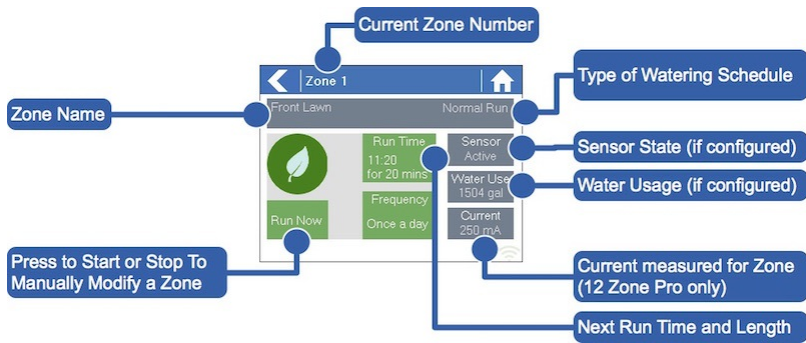 Current Zone Number
Zone 1
Type of Watering Schedule
Zone Name
Front Lawn
Normal Run
Run Time
11:20
for 20 mins
Sensor
Active
Sensor State (if configured)
Water Use
1504 gal
Water Usage (if configured)
Run Now
Frequency
Once a day
Current
250 mA
Press to Start or Stop To
Manually Modify a Zone
Current measured for Zone
(12 Zone Pro only)
Next Run Time and Length